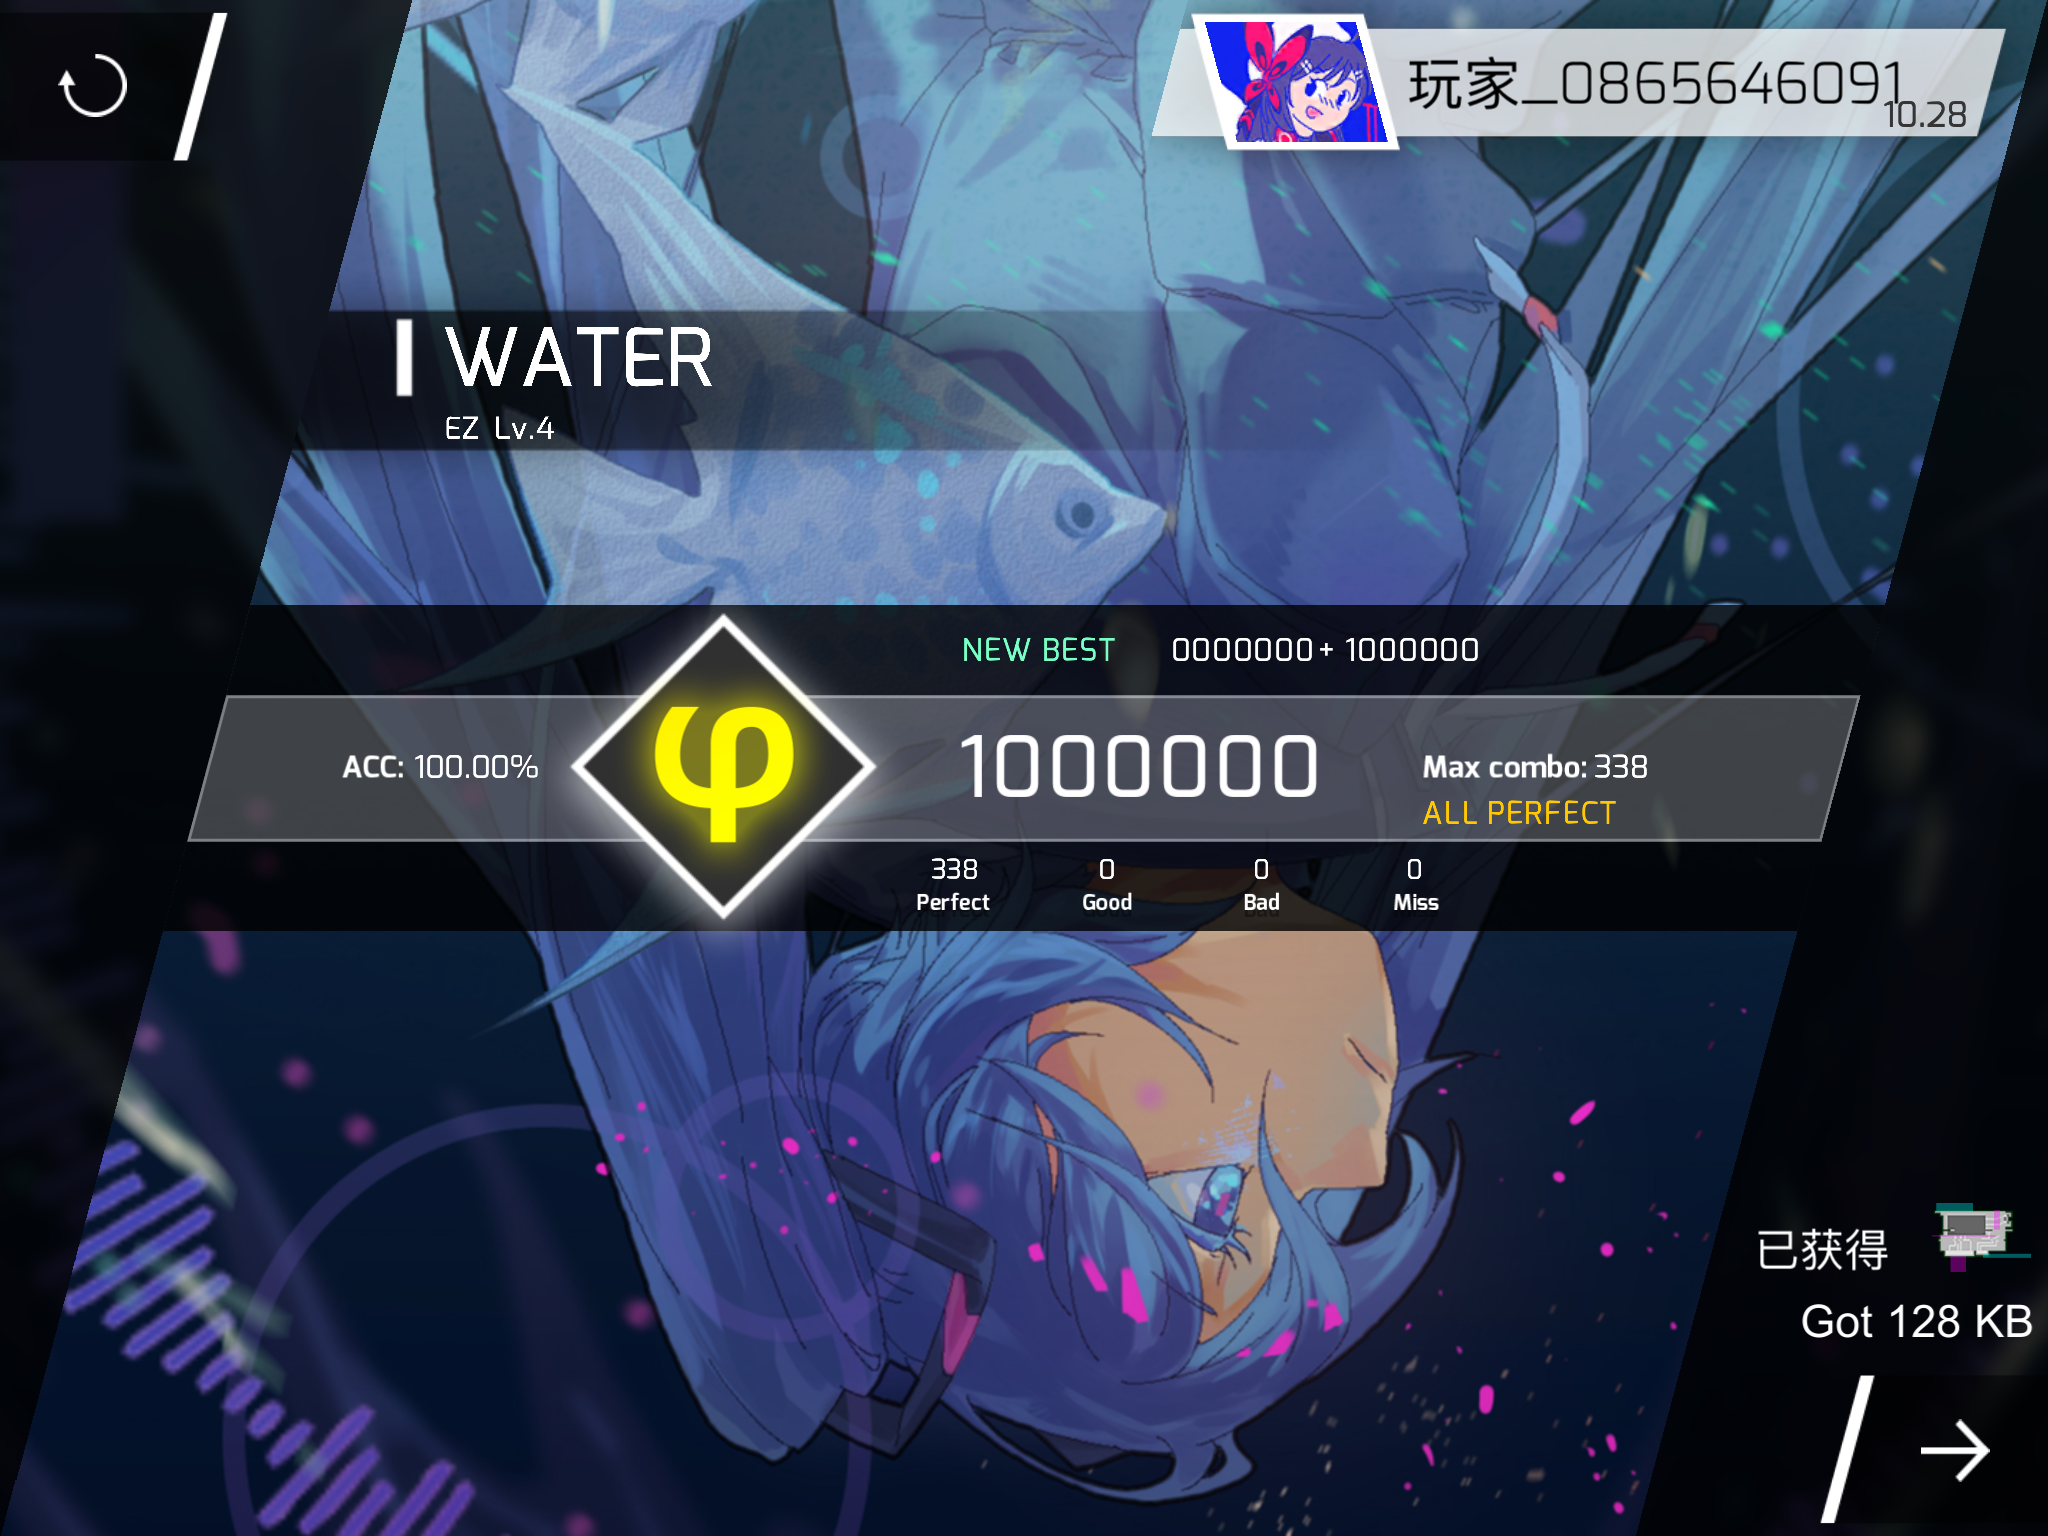 玩家_0865646091
10.28
WATER
EZ Lv.4
NEW BEST 0000000+ 1000000
ACC: 100.00%
φ
1000000
Max combo: 338
ALL PERFECT
338 0 0 0
Perfect Good Bad Miss
已获得
Got 128 KB